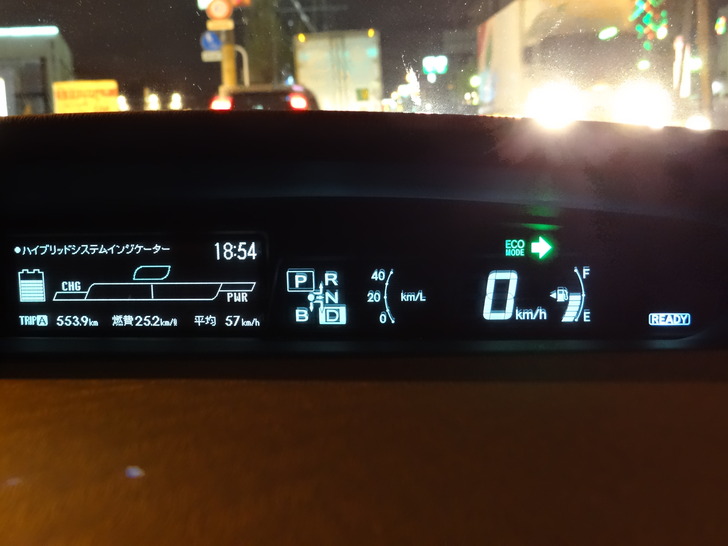 ハイブリッドシステムインジケーター 18:54
CHG
PWR
TRIP A 553.9km 燃費25.2km/ℓ 平均 57km/h
P R
N
B D
40
20 km/L
0
ECO
MODE
0 km/h
F
E
READY